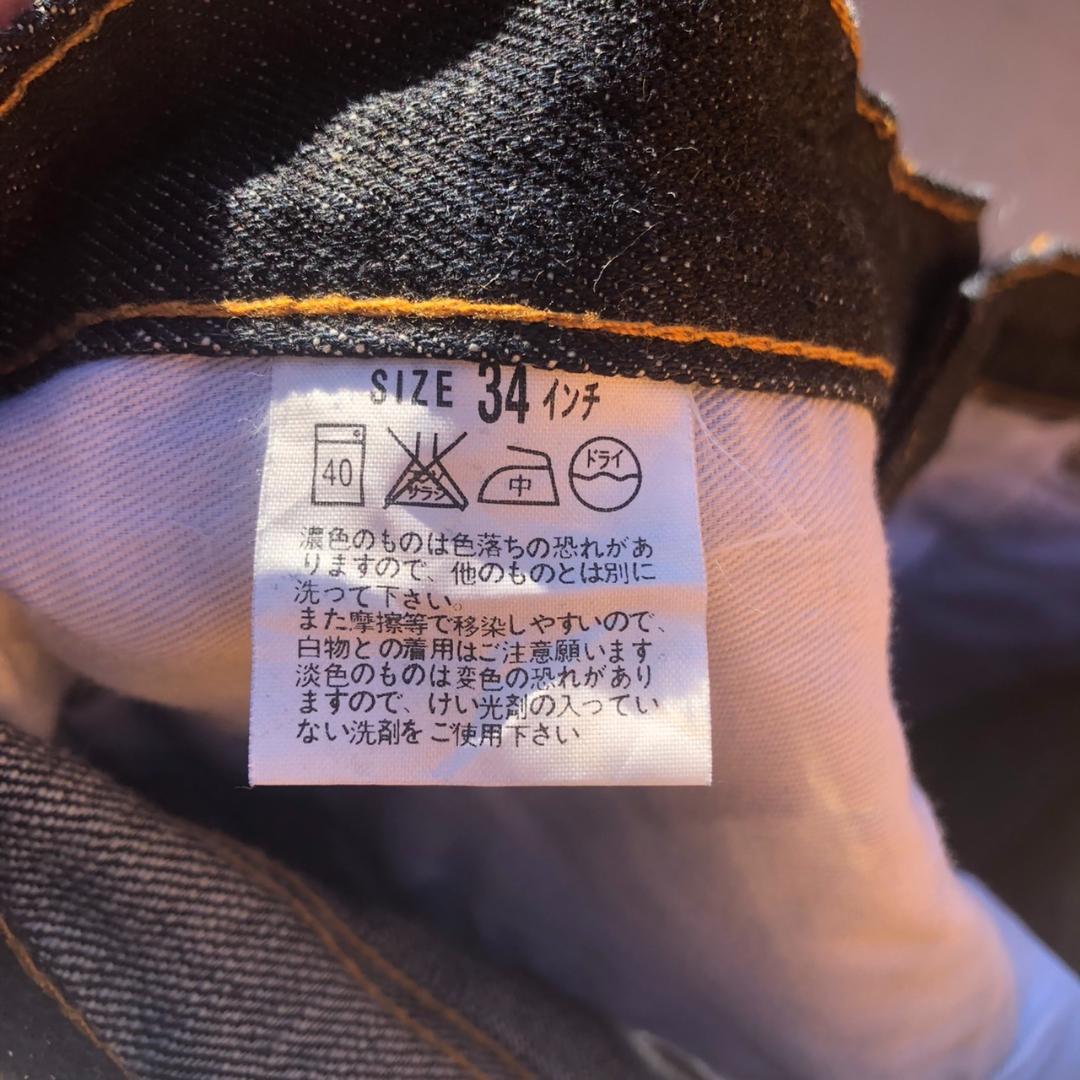 SIZE 34 インチ
40 エンソ サラシ 中 ドライ
濃色のものは色落ちの恐れがあ
りますので、他のものとは別に
洗って下さい。
また摩擦等で移染しやすいので、
白物との着用はご注意願います
淡色のものは変色の恐れがあり
ますので、けい光剤の入ってい
ない洗剤をご使用下さい